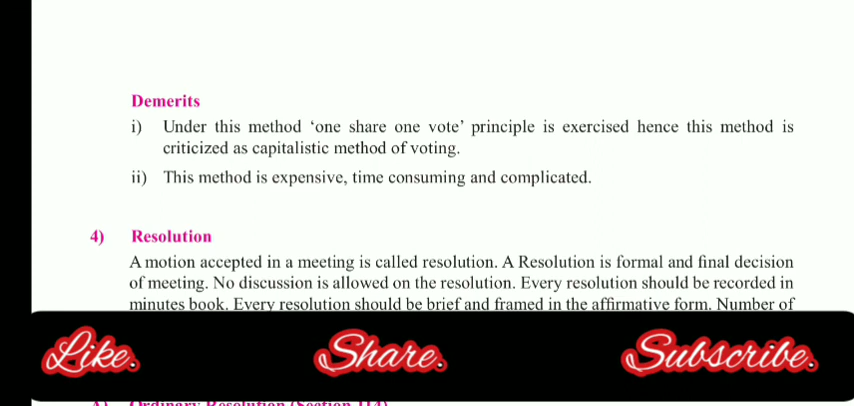 Demerits
i) Under this method ‘one share one vote’ principle is exercised hence this method is
criticized as capitalistic method of voting.
ii) This method is expensive, time consuming and complicated.
4) Resolution
A motion accepted in a meeting is called resolution. A Resolution is formal and final decision
of meeting. No discussion is allowed on the resolution. Every resolution should be recorded in
minutes book. Every resolution should be brief and framed in the affirmative form. Number of
Like. Share. Subscribe.
A) Ordinary Resolution (Section 114)